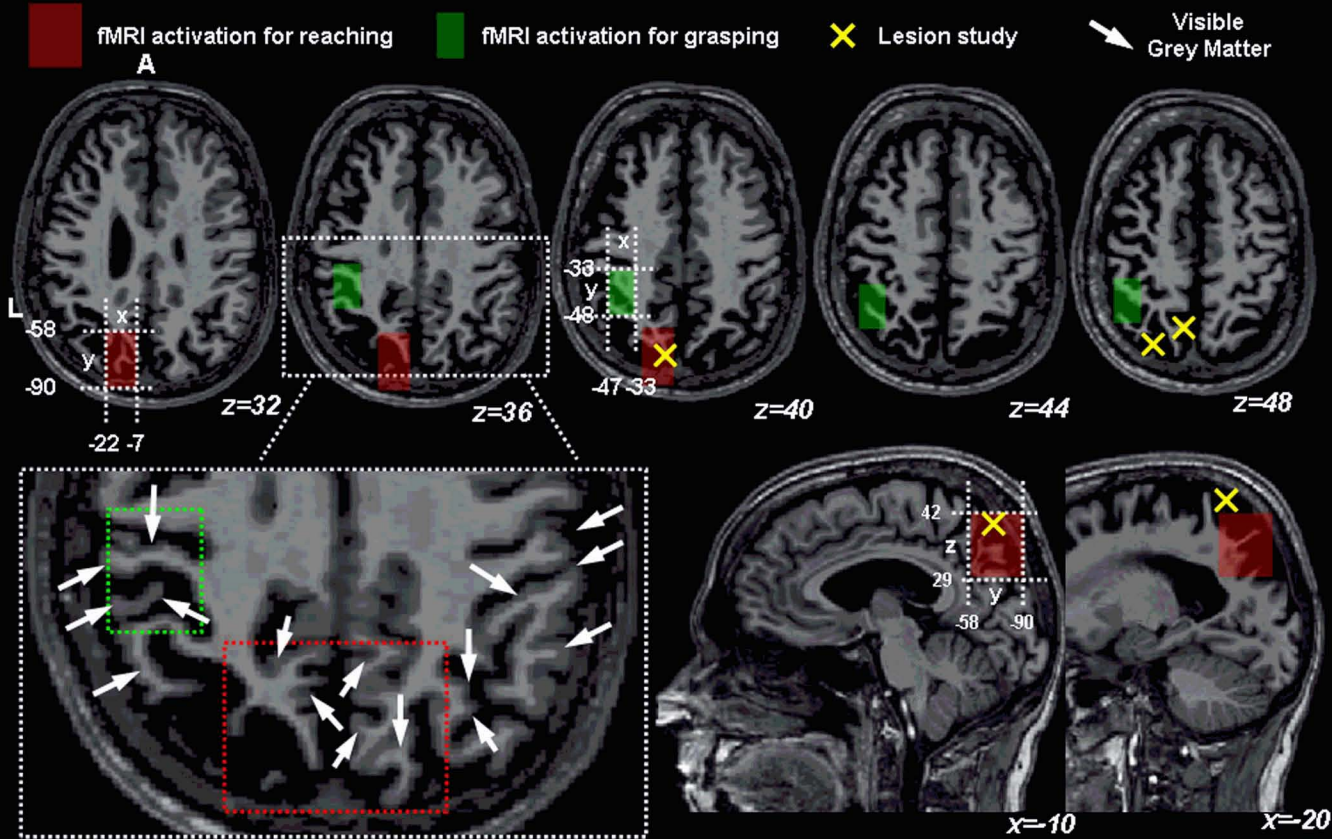 fMRI activation for reaching
fMRI activation for grasping
Lesion study
Visible
Grey Matter
A
L
x
-58
y
-90
-22 -7
z=32
z=36
x
-33
y
-48
-47 -33
z=40
z=44
z=48
42
z
29
y
-58
-90
x=-10
x=-20